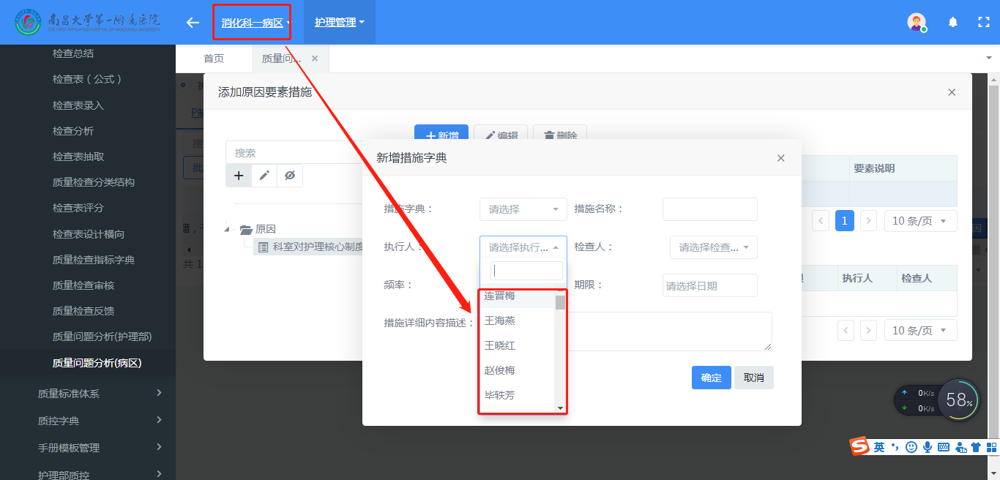 南昌大学第一附属医院
THE FIRST AFFILIATED HOSPITAL OF NANCHANG UNIVERSITY
消化科一病区
护理管理
首页
质量问...
检查总结
检查表（公式）
检查表录入
检查分析
检查表抽取
质量检查分类结构
检查表评分
检查表设计横向
质量检查指标字典
质量检查审核
质量检查反馈
质量问题分析(护理部)
质量问题分析(病区)
质量标准体系
质控字典
手册模板管理
护理部质控
添加原因要素措施
搜索
原因
科室对护理核心制度
新增
编辑
删除
要素说明
1
10 条/页
执行人
检查人
10 条/页
共 1
新增措施字典
措施字典：
请选择
措施名称：
执行人：
请选择执行...
检查人：
请选择检查...
频率：
期限：
请选择日期
措施详细内容描述：
连晋梅
王海燕
王晓红
赵俊梅
毕轶芳
确定
取消
0K/s
0K/s
58%
英